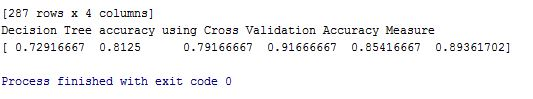 [287 rows x 4 columns]
Decision Tree accuracy using Cross Validation Accuracy Measure
[ 0.72916667  0.8125      0.79166667  0.91666667  0.85416667  0.89361702]
Process finished with exit code 0